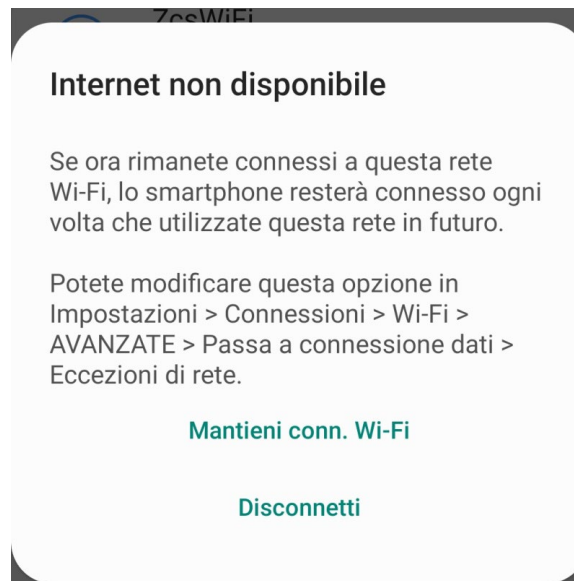 ZcsWiFi
Internet non disponibile
Se ora rimanete connessi a questa rete
Wi-Fi, lo smartphone resterà connesso ogni
volta che utilizzate questa rete in futuro.
Potete modificare questa opzione in
Impostazioni > Connessioni > Wi-Fi >
AVANZATE > Passa a connessione dati >
Eccezioni di rete.
Mantieni conn. Wi-Fi
Disconnetti